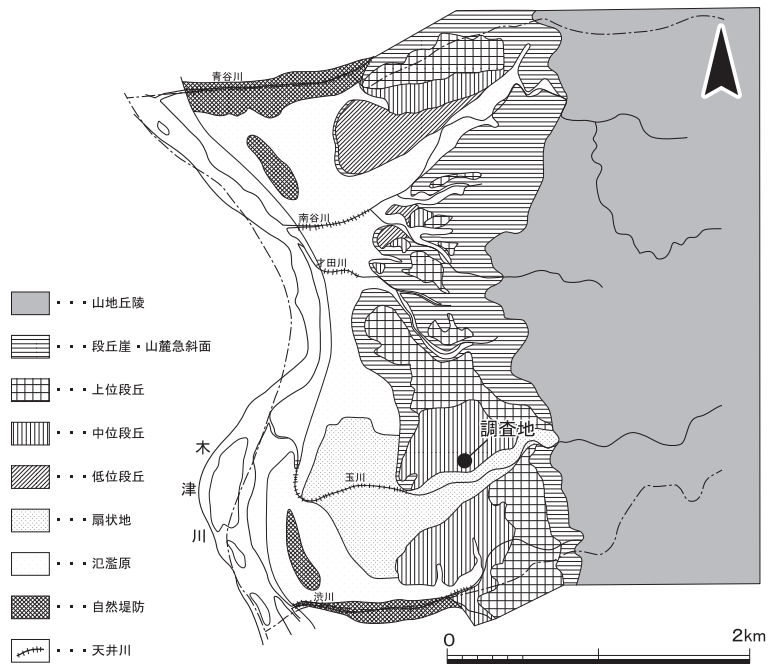 青谷川
南谷川
才田川
調査地
玉川
渋川
木津川
・・・山地丘陵
・・・段丘崖・山麓急斜面
・・・上位段丘
・・・中位段丘
・・・低位段丘
・・・扇状地
・・・氾濫原
・・・自然堤防
・・・天井川
0 2km